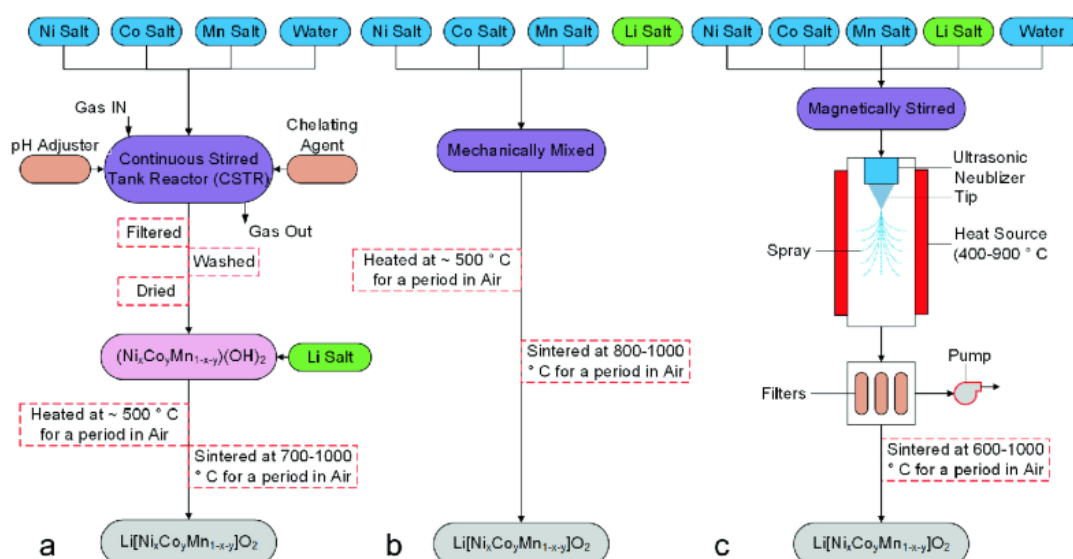 Ni Salt
Co Salt
Mn Salt
Water
Gas IN
pH Adjuster
Chelating
Agent
Continuous Stirred
Tank Reactor (CSTR)
Gas Out
Filtered
Washed
Dried
(NiₓCoᵧMn₁₋ₓ₋ᵧ)(OH)₂
Li Salt
Heated at ~ 500 ° C
for a period in Air
Sintered at 700-1000
° C for a period in Air
a
Li[NiₓCoᵧMn₁₋ₓ₋ᵧ]O₂
Ni Salt
Co Salt
Mn Salt
Li Salt
Mechanically Mixed
Heated at ~ 500 ° C
for a period in Air
Sintered at 800-1000
° C for a period in Air
b
Li[NiₓCoᵧMn₁₋ₓ₋ᵧ]O₂
Ni Salt
Co Salt
Mn Salt
Li Salt
Water
Magnetically Stirred
Ultrasonic
Neublizer
Tip
Spray
Heat Source
(400-900 ° C
Filters
Pump
Sintered at 600-1000
° C for a period in Air
c
Li[NiₓCoᵧMn₁₋ₓ₋ᵧ]O₂